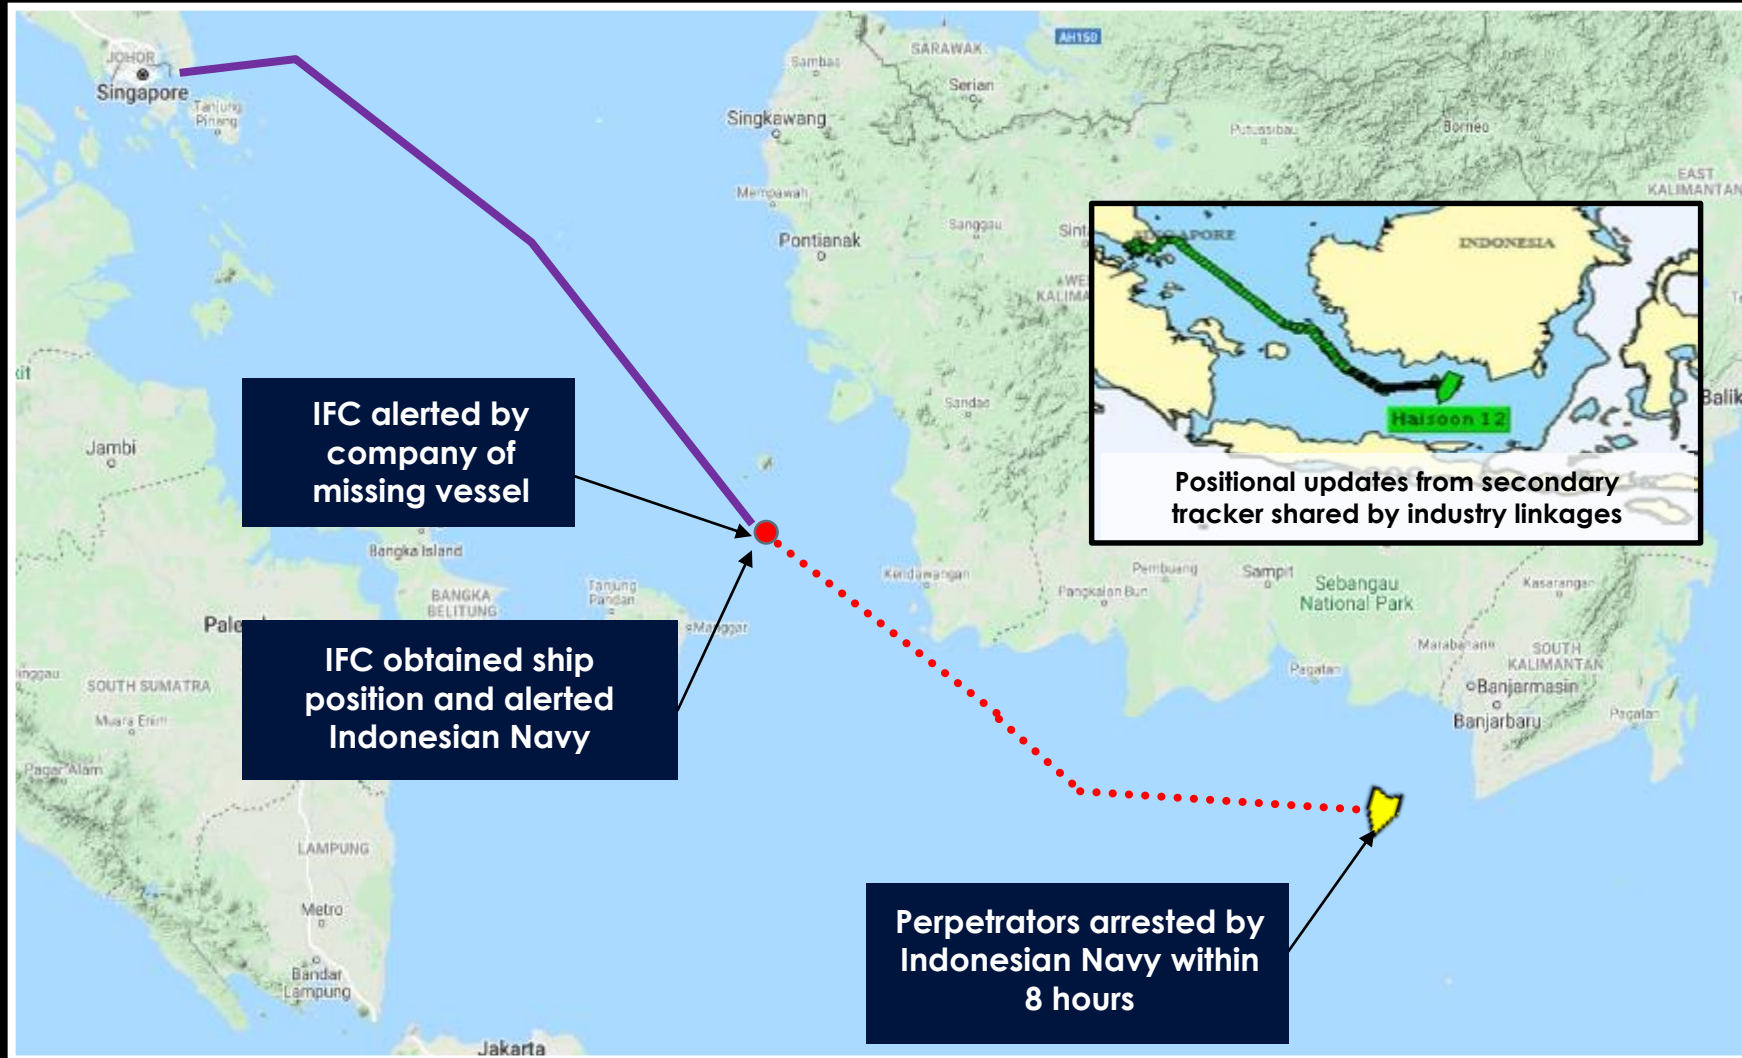 JOHOR
Singapore
Tanjung
Pinang
AH150
SARAWAK
Sambas
Serian
Singkawang
Putussibau
Borneo
EAST
KALIMANTAN
Mempawah
Sanggau
Pontianak
SINGAPORE
INDONESIA
Haisoon 12
Positional updates from secondary
tracker shared by industry linkages
Balik
IFC alerted by
company of
missing vessel
Jambi
Sandai
Bangka Island
BANGKA
BELITUNG
Tanjung
Pandan
Manggar
Kendawangan
Pangkalan Bun
Pembuang
Sampit
Sebangau
National Park
Kasarangan
Marabahan
SOUTH
KALIMANTAN
Banjarmasin
Banjarbaru
Pagatan
Pagatan
IFC obtained ship
position and alerted
Indonesian Navy
SOUTH SUMATRA
Muara Enim
Pagar Alam
LAMPUNG
Metro
Bandar
Lampung
Jakarta
Perpetrators arrested by
Indonesian Navy within
8 hours